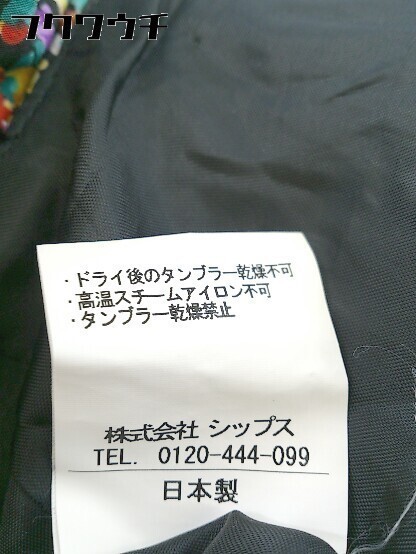 フクウウチ
・ドライ後のタンブラー乾燥不可
・高温スチームアイロン不可
・タンブラー乾燥禁止
株式会社 シップス
TEL. 0120-444-099
日本製